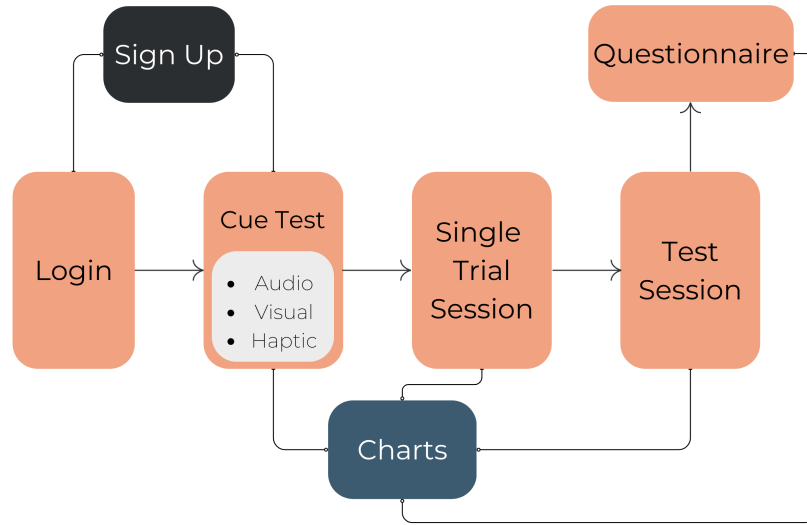 Sign Up
Questionnaire
Login
Cue Test
Audio
Visual
Haptic
Single
Trial
Session
Test
Session
Charts